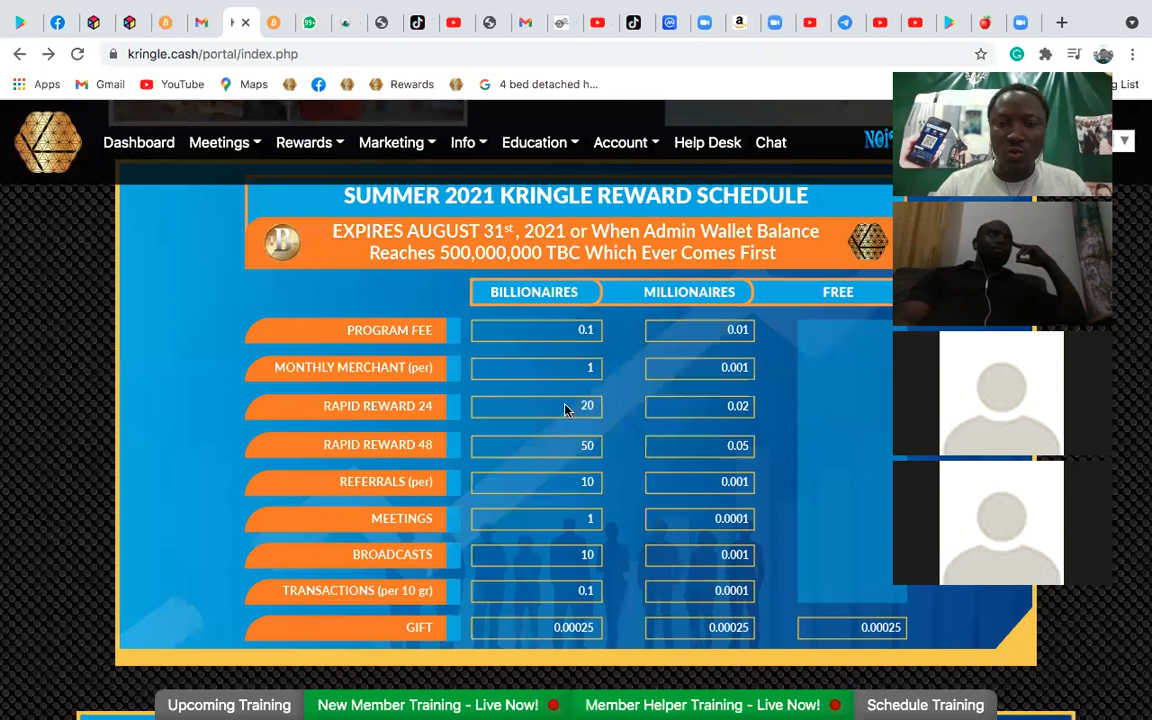 kringle.cash/portal/index.php
Apps Gmail YouTube Maps Rewards 4 bed detached h...
Dashboard Meetings Rewards Marketing Info Education Account Help Desk Chat
SUMMER 2021 KRINGLE REWARD SCHEDULE
EXPIRES AUGUST 31st, 2021 or When Admin Wallet Balance
Reaches 500,000,000 TBC Which Ever Comes First
BILLIONAIRES MILLIONAIRES FREE
PROGRAM FEE 0.1 0.01
MONTHLY MERCHANT (per) 1 0.001
RAPID REWARD 24 20 0.02
RAPID REWARD 48 50 0.05
REFERRALS (per) 10 0.001
MEETINGS 1 0.0001
BROADCASTS 10 0.001
TRANSACTIONS (per 10 gr) 0.1 0.0001
GIFT 0.00025 0.00025 0.00025
Upcoming Training New Member Training - Live Now! Member Helper Training - Live Now! Schedule Training